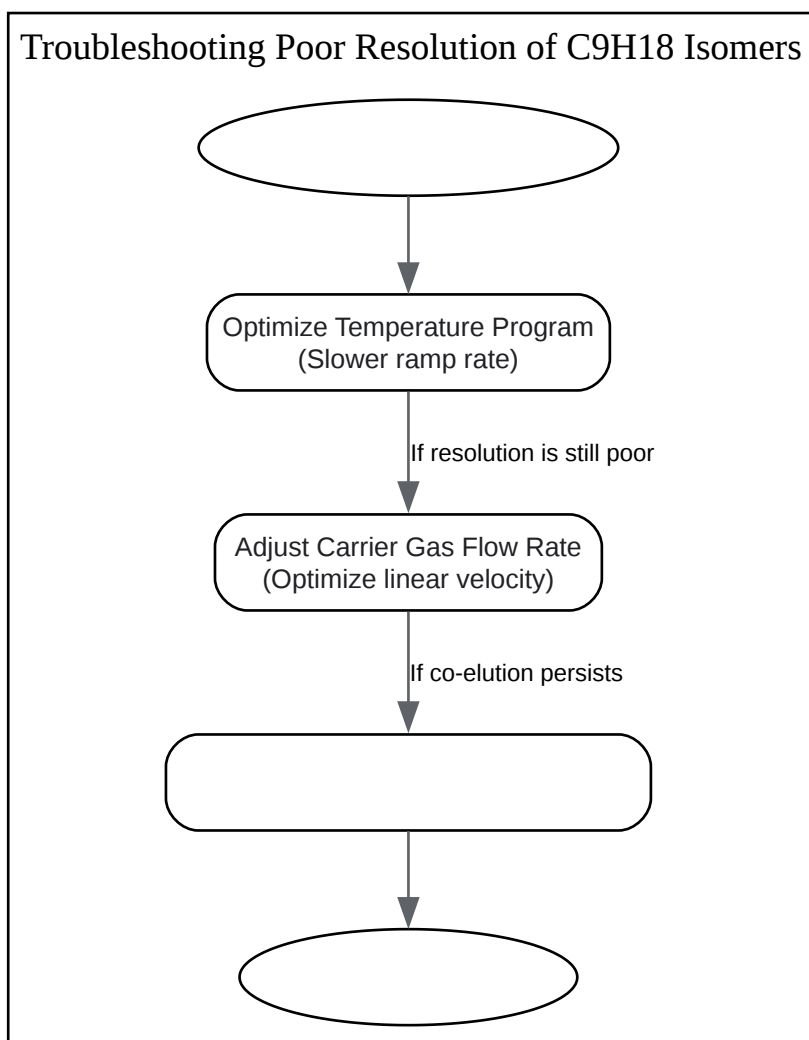 Troubleshooting Poor Resolution of C9H18 Isomers
Optimize Temperature Program
(Slower ramp rate)
If resolution is still poor
Adjust Carrier Gas Flow Rate
(Optimize linear velocity)
If co-elution persists